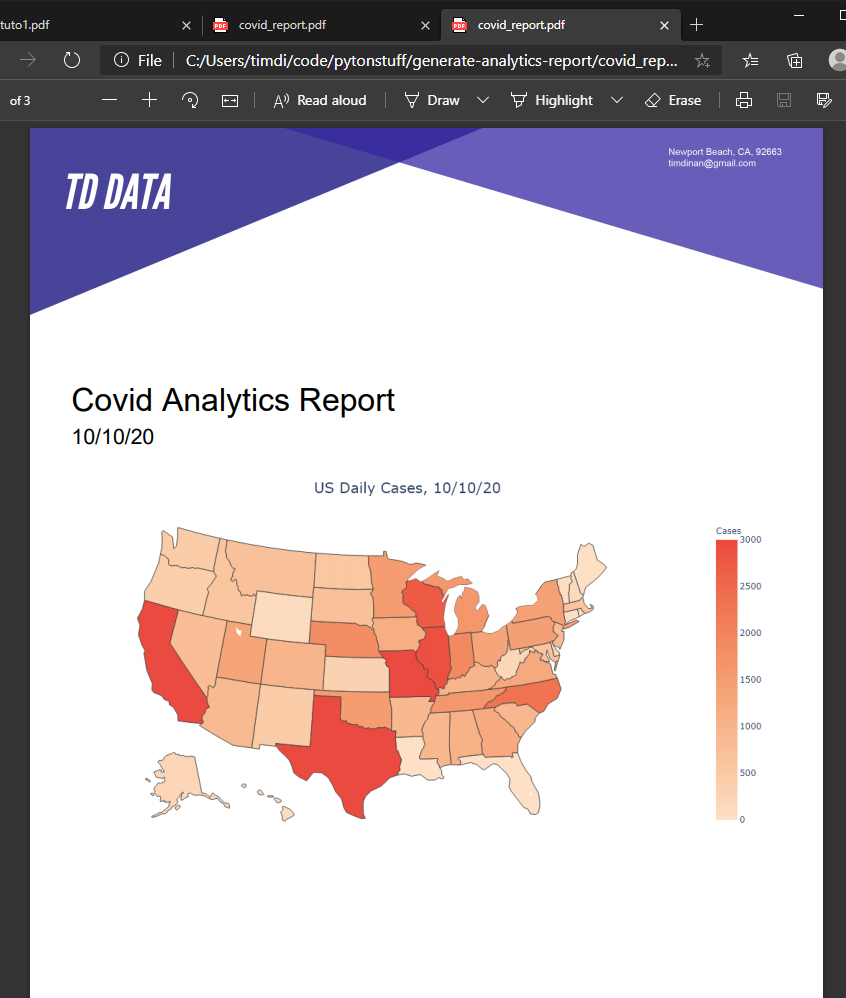 tuto1.pdf
covid_report.pdf
covid_report.pdf
File
C:/Users/timdi/code/pytonstuff/generate-analytics-report/covid_rep...
of 3
Read aloud
Draw
Highlight
Erase
TD DATA
Newport Beach, CA, 92663
timdinan@gmail.com
Covid Analytics Report
10/10/20
US Daily Cases, 10/10/20
Cases
3000
2500
2000
1500
1000
500
0